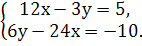 12x−3y = 5,
6y − 24x = −10.